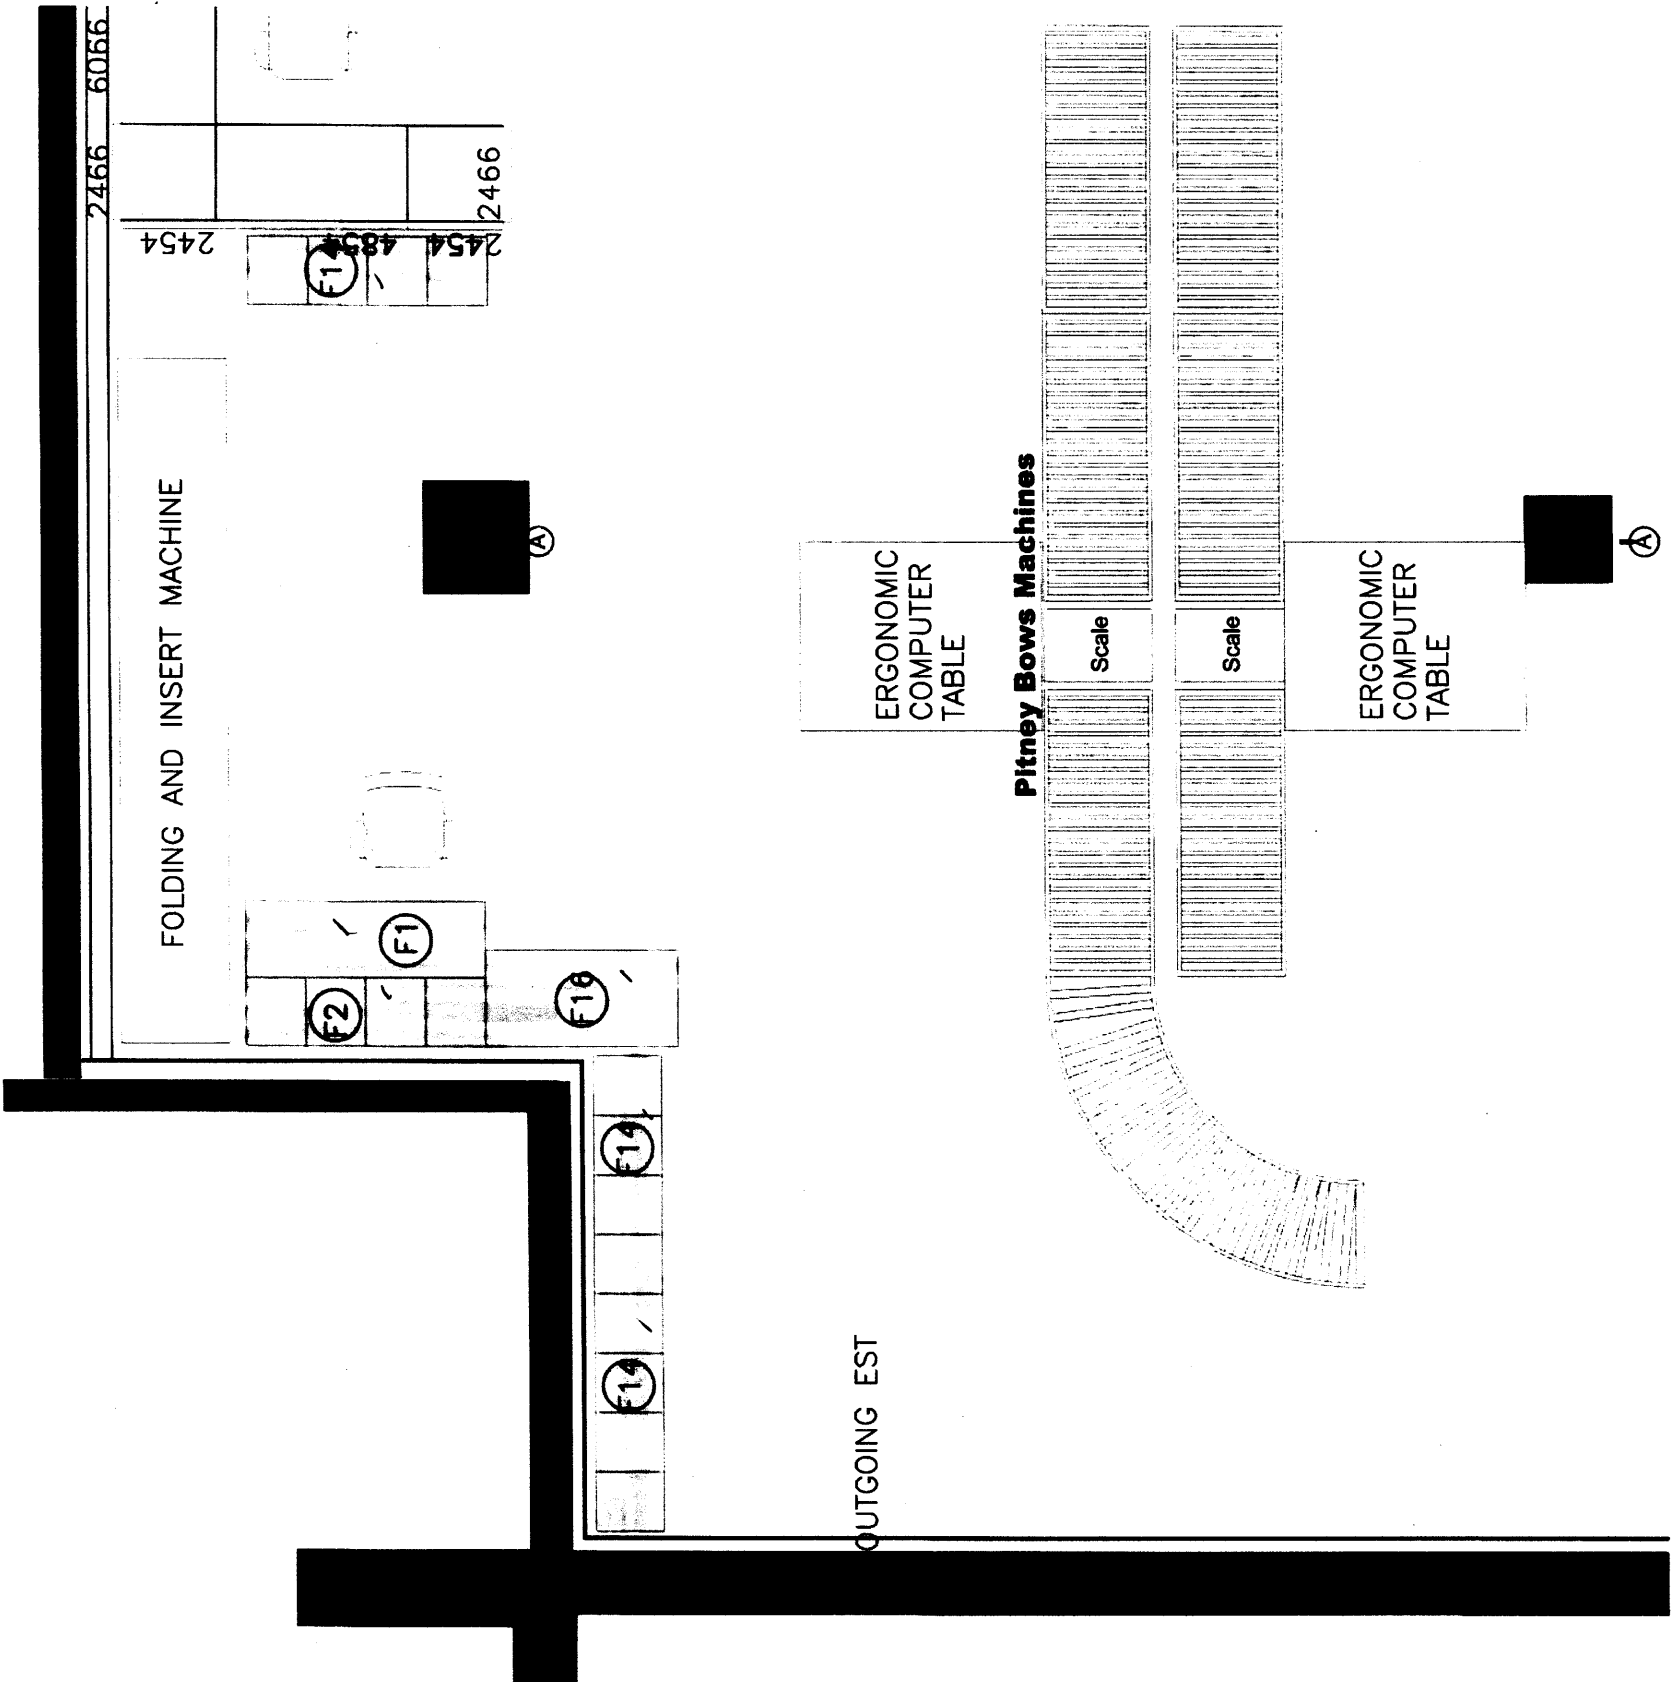 6066
2466
2466
2454
4854
2454
F14
FOLDING AND INSERT MACHINE
A
Pitney Bows Machines
ERGONOMIC
COMPUTER
TABLE
Scale
Scale
ERGONOMIC
COMPUTER
TABLE
A
F1
F2
F16
F14
F14
OUTGOING EST